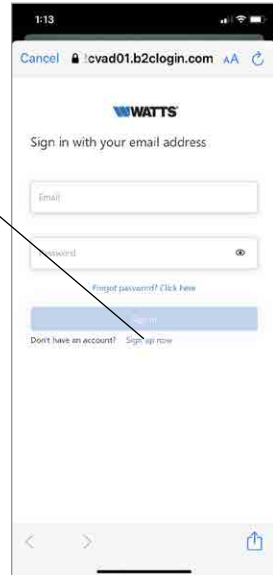 1:13
Cancel cvad01.b2clogin.com AA
WATTS
Sign in with your email address
Email
Password
Forgot password? Click here
Sign in
Don't have an account? Sign up now